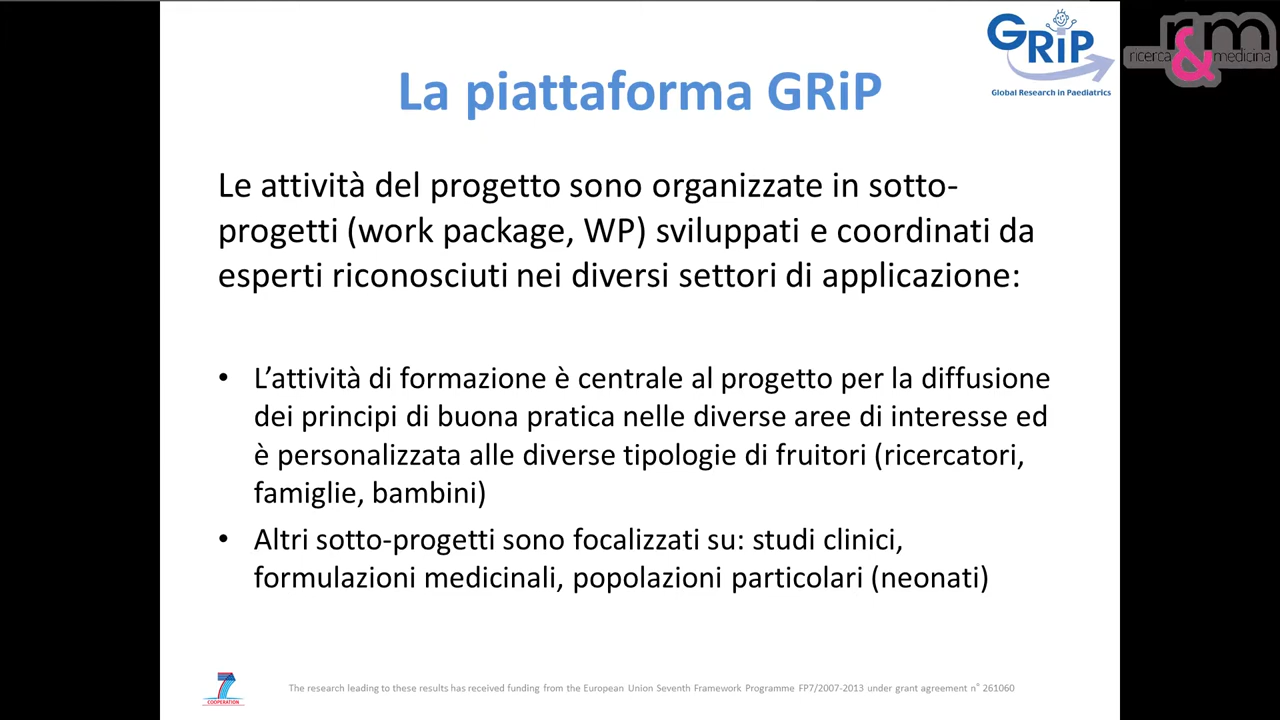 GRiP
Global Research in Paediatrics
r&m
ricerca & medicina
La piattaforma GRiP
Le attività del progetto sono organizzate in sotto-
progetti (work package, WP) sviluppati e coordinati da
esperti riconosciuti nei diversi settori di applicazione:
• L’attività di formazione è centrale al progetto per la diffusione
dei principi di buona pratica nelle diverse aree di interesse ed
è personalizzata alle diverse tipologie di fruitori (ricercatori,
famiglie, bambini)
• Altri sotto-progetti sono focalizzati su: studi clinici,
formulazioni medicinali, popolazioni particolari (neonati)
7
COOPERATION
The research leading to these results has received funding from the European Union Seventh Framework Programme FP7/2007-2013 under grant agreement n° 261060